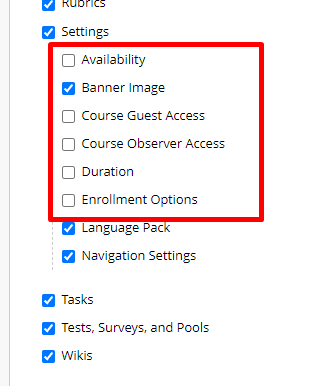 Rubrics
Settings
Availability
Banner Image
Course Guest Access
Course Observer Access
Duration
Enrollment Options
Language Pack
Navigation Settings
Tasks
Tests, Surveys, and Pools
Wikis